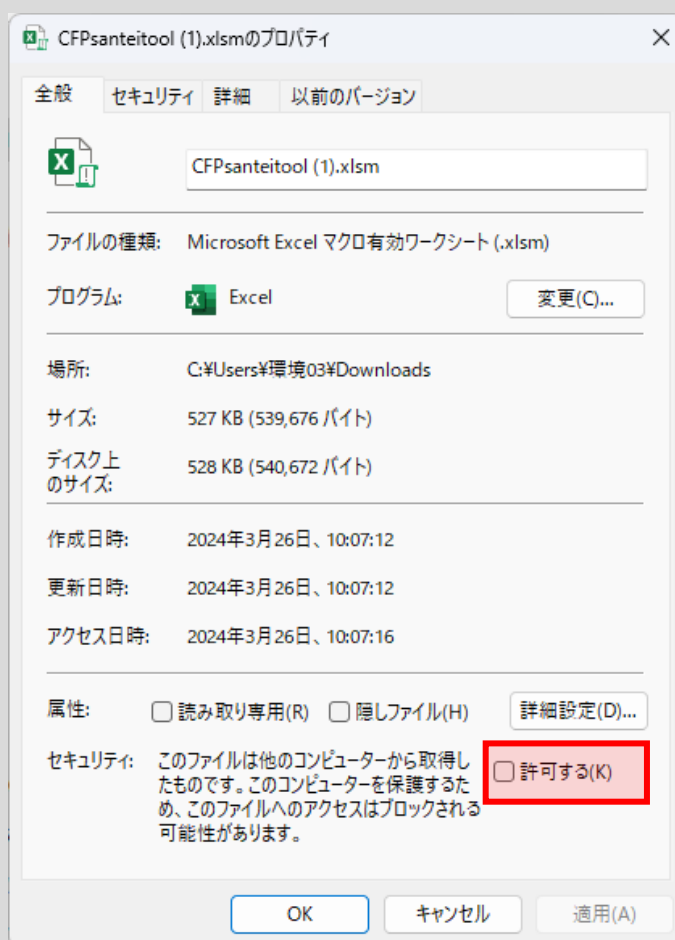 CFPsanteitool (1).xlsmのプロパティ
全般 セキュリティ 詳細 以前のバージョン
CFPsanteitool (1).xlsm
ファイルの種類: Microsoft Excel マクロ有効ワークシート (.xlsm)
プログラム: Excel 変更(C)...
場所: C:¥Users¥環境03¥Downloads
サイズ: 527 KB (539,676 バイト)
ディスク上
のサイズ: 528 KB (540,672 バイト)
作成日時: 2024年3月26日、10:07:12
更新日時: 2024年3月26日、10:07:12
アクセス日時: 2024年3月26日、10:07:16
属性: 読み取り専用(R) 隠しファイル(H) 詳細設定(D)...
セキュリティ: このファイルは他のコンピューターから取得し
たものです。このコンピューターを保護するた
め、このファイルへのアクセスはブロックされる
可能性があります。
許可する(K)
OK キャンセル 適用(A)